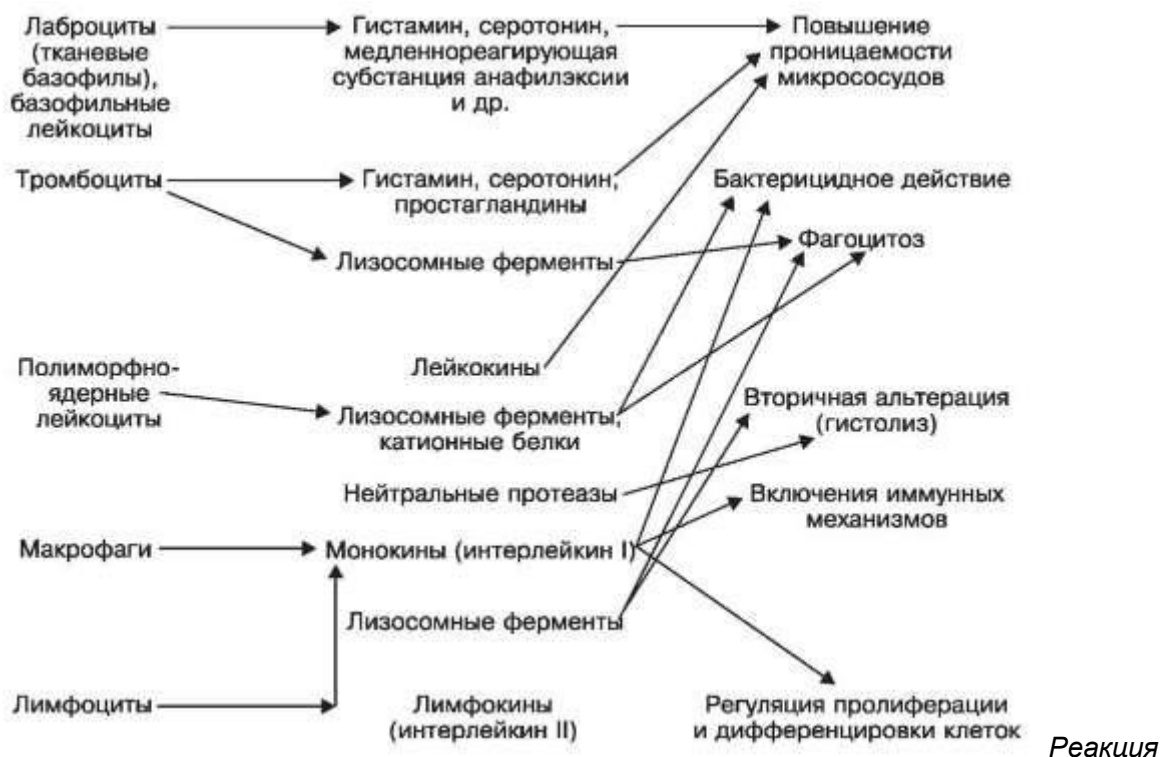 Лаброциты
(тканевые
базофилы),
базофильные
лейкоциты
Гистамин, серотонин,
медленнореагирующая
субстанция анафилэксии
и др.
Повышение
проницаемости
микрососудов
Тромбоциты
Гистамин, серотонин,
простагландины
Бактерицидное действие
Лизосомные ферменты
Фагоцитоз
Полиморфно-
ядерные
лейкоциты
Лейкокины
Лизосомные ферменты,
катионные белки
Вторичная альтерация
(гистолиз)
Нейтральные протеазы
Включения иммунных
механизмов
Макрофаги
Монокины (интерлейкин I)
Лизосомные ферменты
Лимфоциты
Лимфокины
(интерлейкин II)
Регуляция пролиферации
и дифференцировки клеток
Реакция